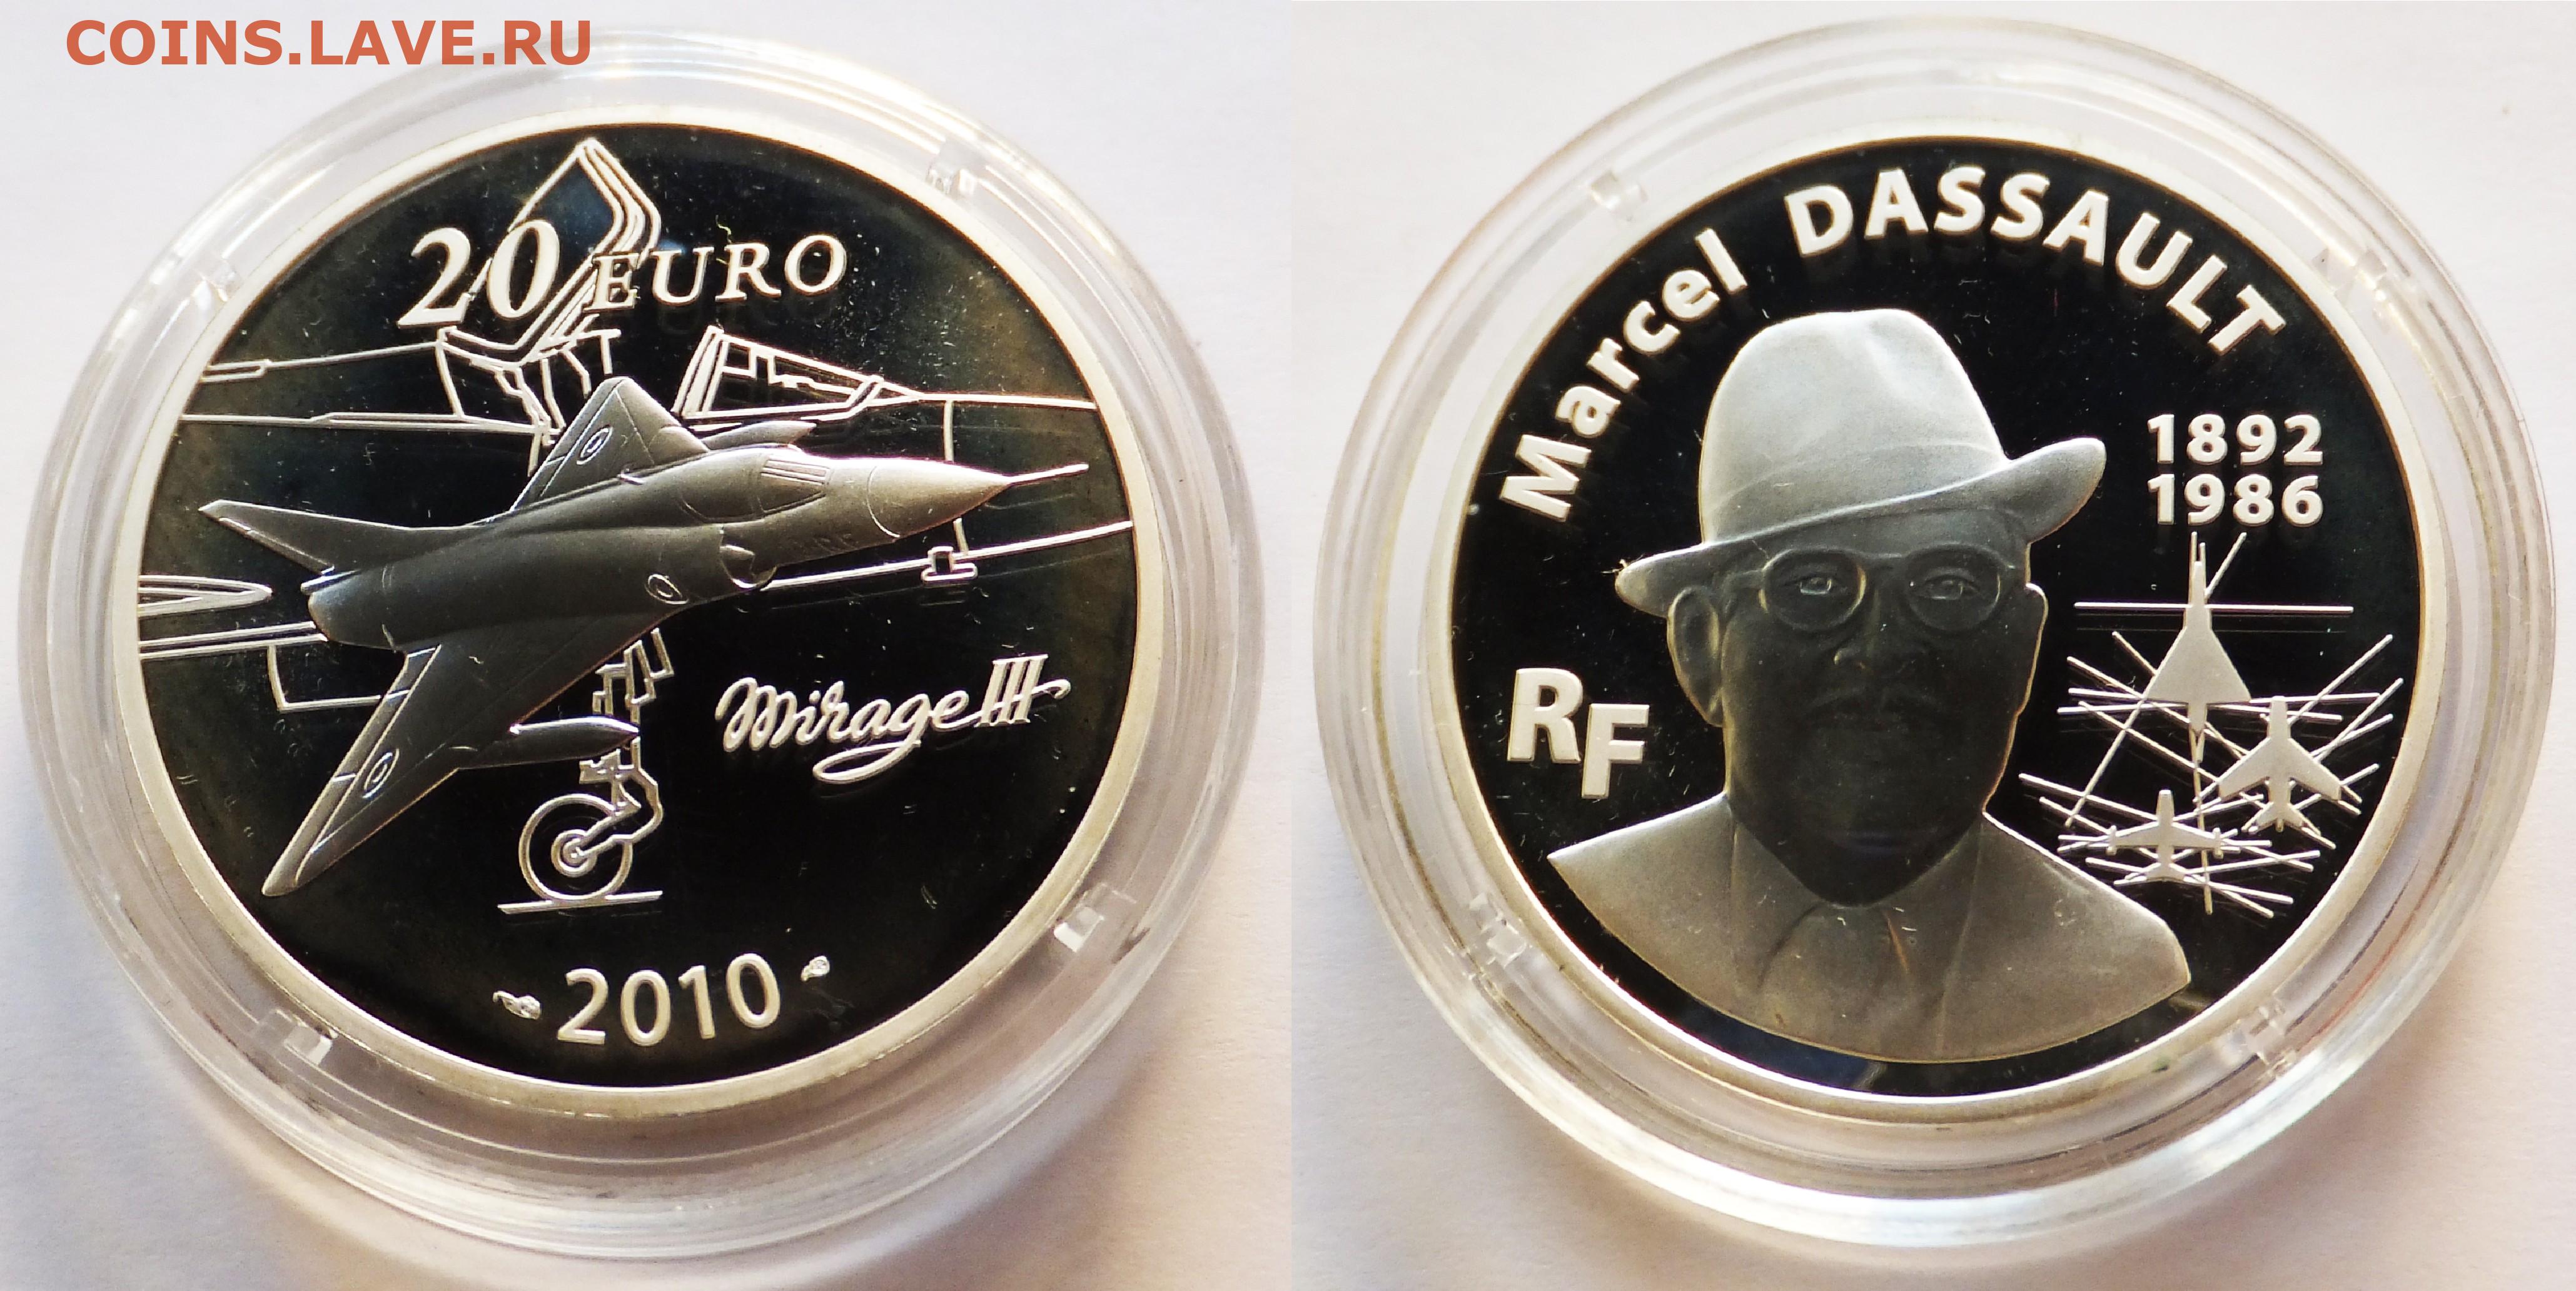 COINS.LAVE.RU
20 EURO
Mirage III
2010
Marcel DASSAULT
1892
1986
RF